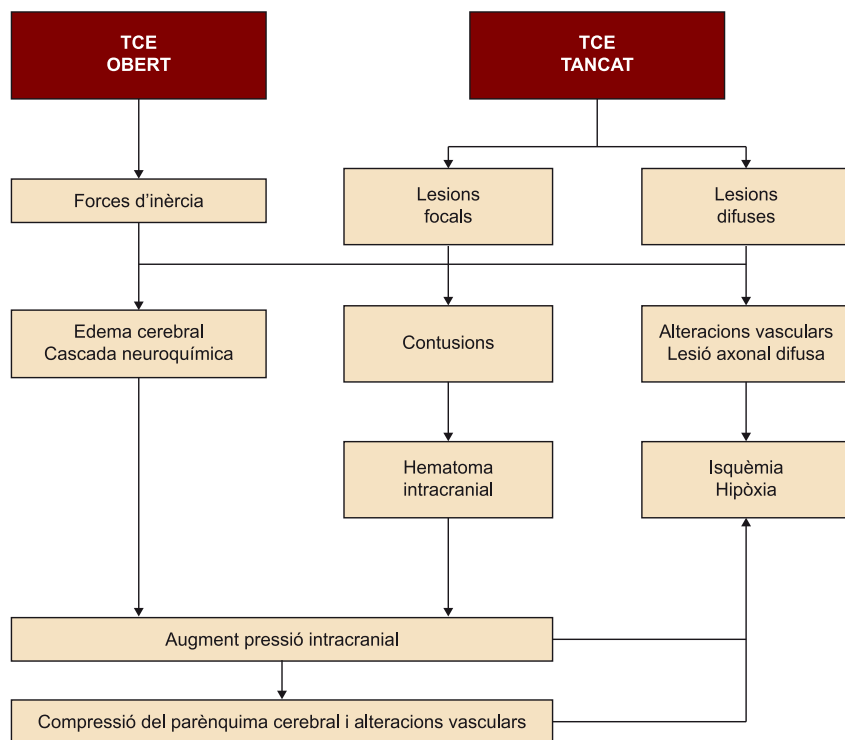 TCE
OBERT
TCE
TANCAT
Forces d'inèrcia
Lesions
focals
Lesions
difuses
Edema cerebral
Cascada neuroquímica
Contusions
Alteracions vasculars
Lesió axonal difusa
Hematoma
intracranial
Isquèmia
Hipòxia
Augment pressió intracranial
Compressió del parènquima cerebral i alteracions vasculars